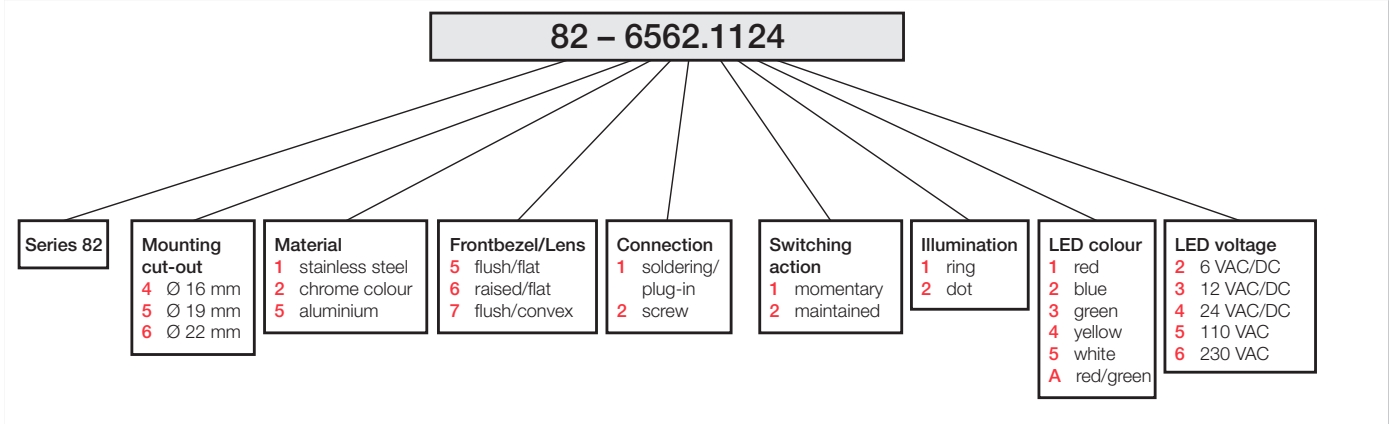 82 – 6562.1124
Series 82
Mounting
cut-out
4 Ø 16 mm
5 Ø 19 mm
6 Ø 22 mm
Material
1 stainless steel
2 chrome colour
5 aluminium
Frontbezel/Lens
5 flush/flat
6 raised/flat
7 flush/convex
Connection
1 soldering/
plug-in
2 screw
Switching
action
1 momentary
2 maintained
Illumination
1 ring
2 dot
LED colour
1 red
2 blue
3 green
4 yellow
5 white
A red/green
LED voltage
2 6 VAC/DC
3 12 VAC/DC
4 24 VAC/DC
5 110 VAC
6 230 VAC